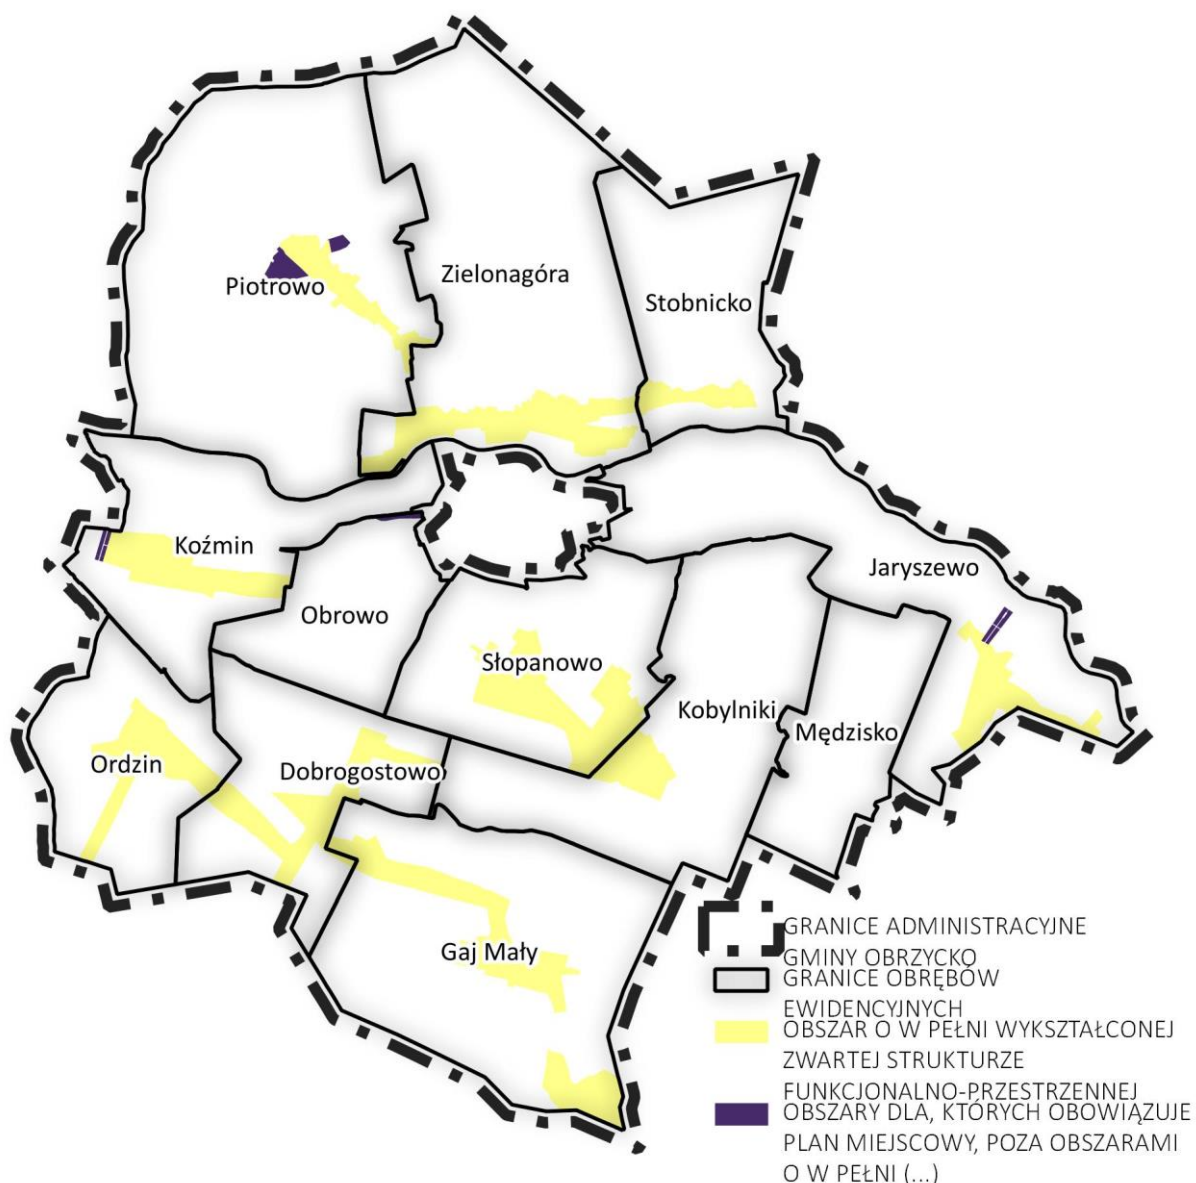 Zielonagóra
Piotrowo
Stobnicko
Koźmin
Jaryszewo
Obrowo
Słopanowo
Kobylniki
Mędzisko
Ordzin
Dobrogostowo
Gaj Mały
GRANICE ADMINISTRACYJNE
GMINY OBRZYCKO
GRANICE OBRĘBÓW
EWIDENCYJNYCH
OBSZAR O W PEŁNI WYKSZTAŁCONEJ
ZWARTEJ STRUKTURZE
FUNKCJONALNO-PRZESTRZENNEJ
OBSZARY DLA, KTÓRYCH OBOWIĄZUJE
PLAN MIEJSCOWY, POZA OBSZARAMI
O W PEŁNI (...)